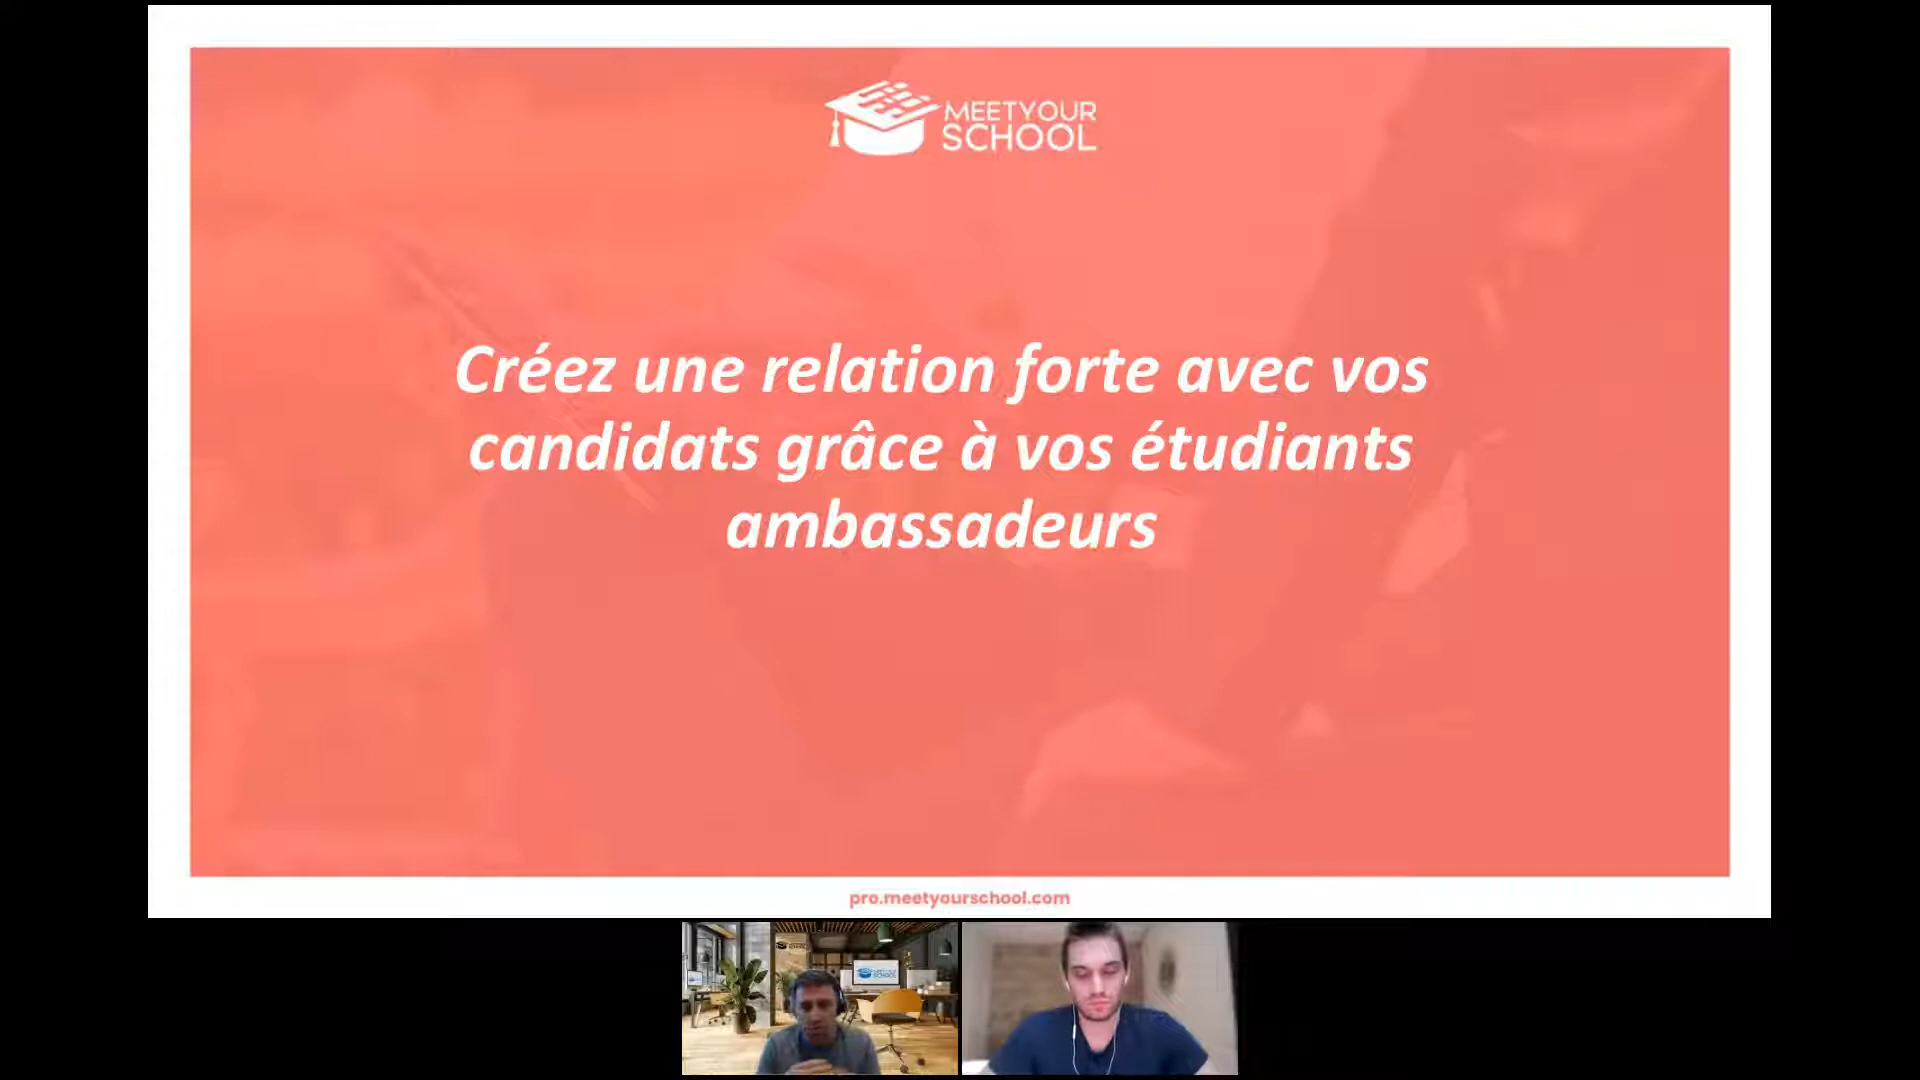 MEETYOUR
SCHOOL
Créez une relation forte avec vos
candidats grâce à vos étudiants
ambassadeurs
pro.meetyourschool.com